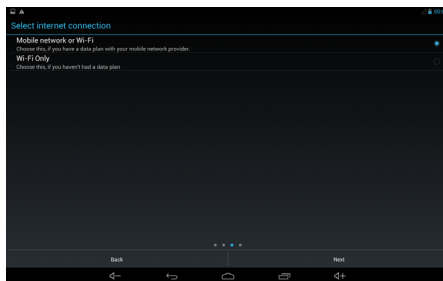 Select internet connection
Mobile network or Wi-Fi
Choose this, if you have a data plan with your mobile network provider.
Wi-Fi Only
Choose this, if you haven't had a data plan
Back
Next